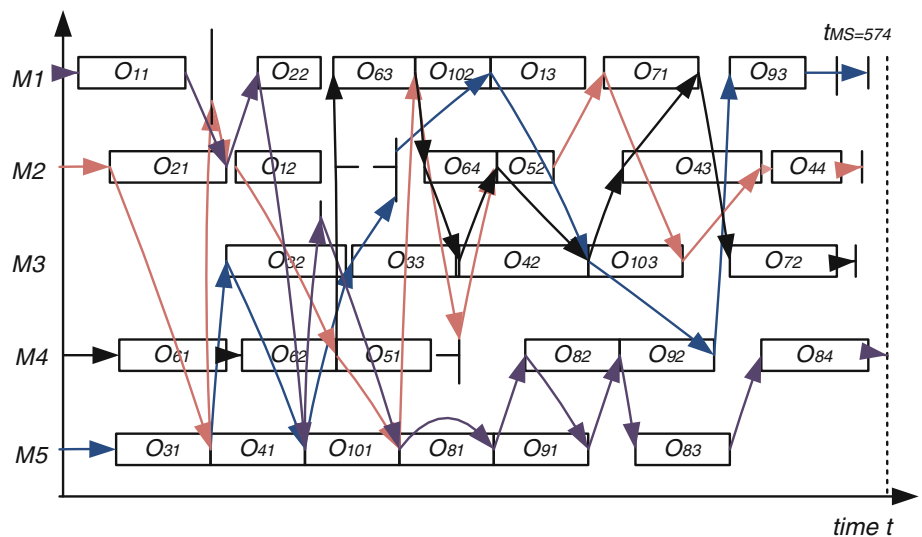 tMS=574
M1 O11 O22 O63 O102 O13 O71 O93
M2 O21 O12 O64 O52 O43 O44
M3 O32 O33 O42 O103 O72
M4 O61 O62 O51 O82 O92 O84
M5 O31 O41 O101 O81 O91 O83
time t